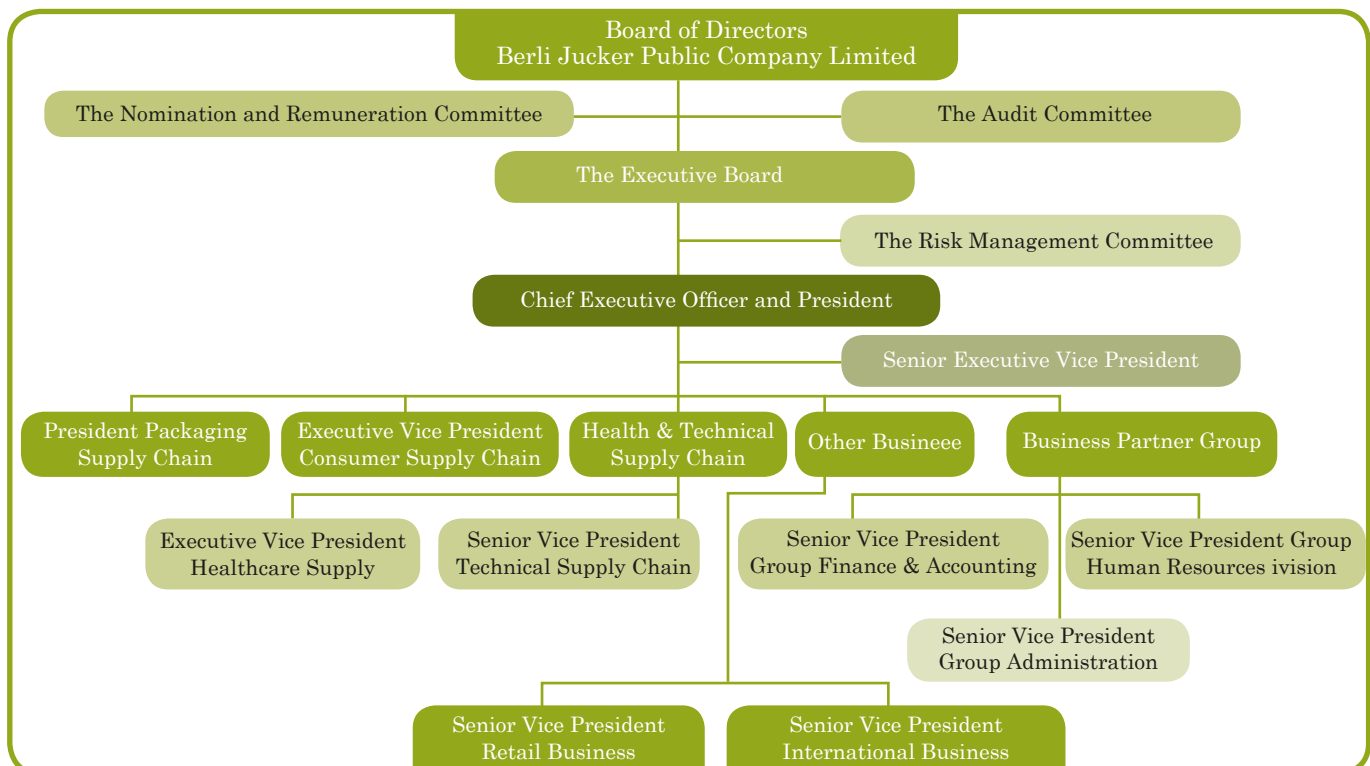 Board of Directors
Berli Jucker Public Company Limited
The Nomination and Remuneration Committee
The Audit Committee
The Executive Board
The Risk Management Committee
Chief Executive Officer and President
Senior Executive Vice President
President Packaging
Supply Chain
Executive Vice President
Consumer Supply Chain
Health & Technical
Supply Chain
Other Busineee
Business Partner Group
Executive Vice President
Healthcare Supply
Senior Vice President
Technical Supply Chain
Senior Vice President
Group Finance & Accounting
Senior Vice President Group
Human Resources ivision
Senior Vice President
Group Administration
Senior Vice President
Retail Business
Senior Vice President
International Business